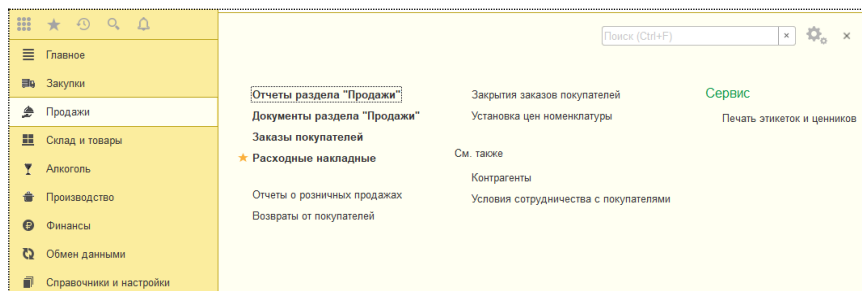 Поиск (Ctrl+F)
Главное
Закупки
Продажи
Склад и товары
Алкоголь
Производство
Финансы
Обмен данными
Справочники и настройки
Отчеты раздела "Продажи"
Документы раздела "Продажи"
Заказы покупателей
Расходные накладные
Отчеты о розничных продажах
Возвраты от покупателей
Закрытия заказов покупателей
Установка цен номенклатуры
См. также
Контрагенты
Условия сотрудничества с покупателями
Сервис
Печать этикеток и ценников